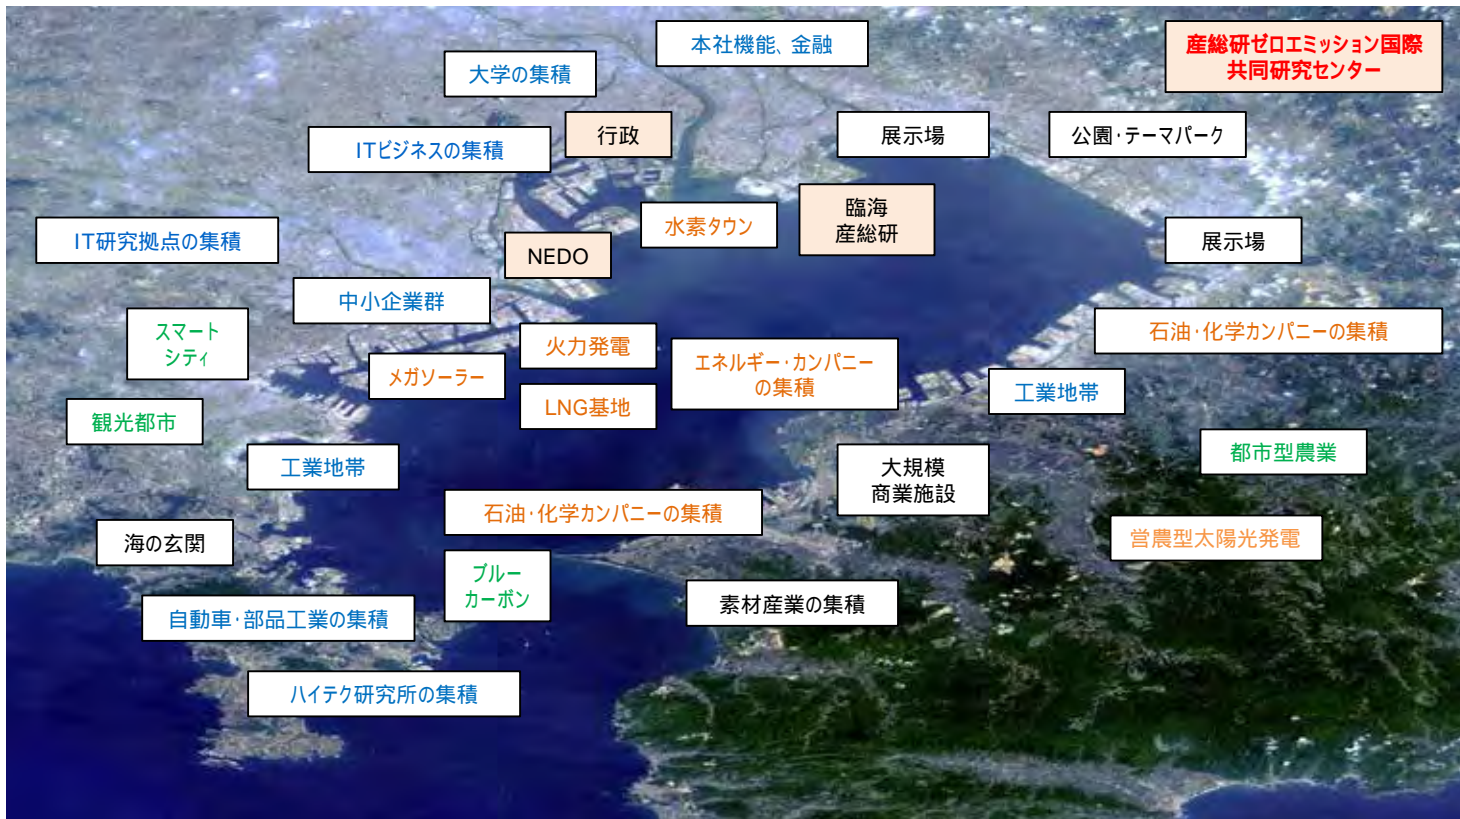 本社機能、金融
産総研ゼロエミッション国際
共同研究センター
大学の集積
行政
展示場
公園・テーマパーク
ITビジネスの集積
水素タウン
臨海
産総研
IT研究拠点の集積
NEDO
展示場
中小企業群
スマート
シティ
火力発電
石油・化学カンパニーの集積
メガソーラー
エネルギー・カンパニー
の集積
LNG基地
工業地帯
観光都市
工業地帯
大規模
商業施設
都市型農業
石油・化学カンパニーの集積
海の玄関
営農型太陽光発電
ブルー
カーボン
素材産業の集積
自動車・部品工業の集積
ハイテク研究所の集積